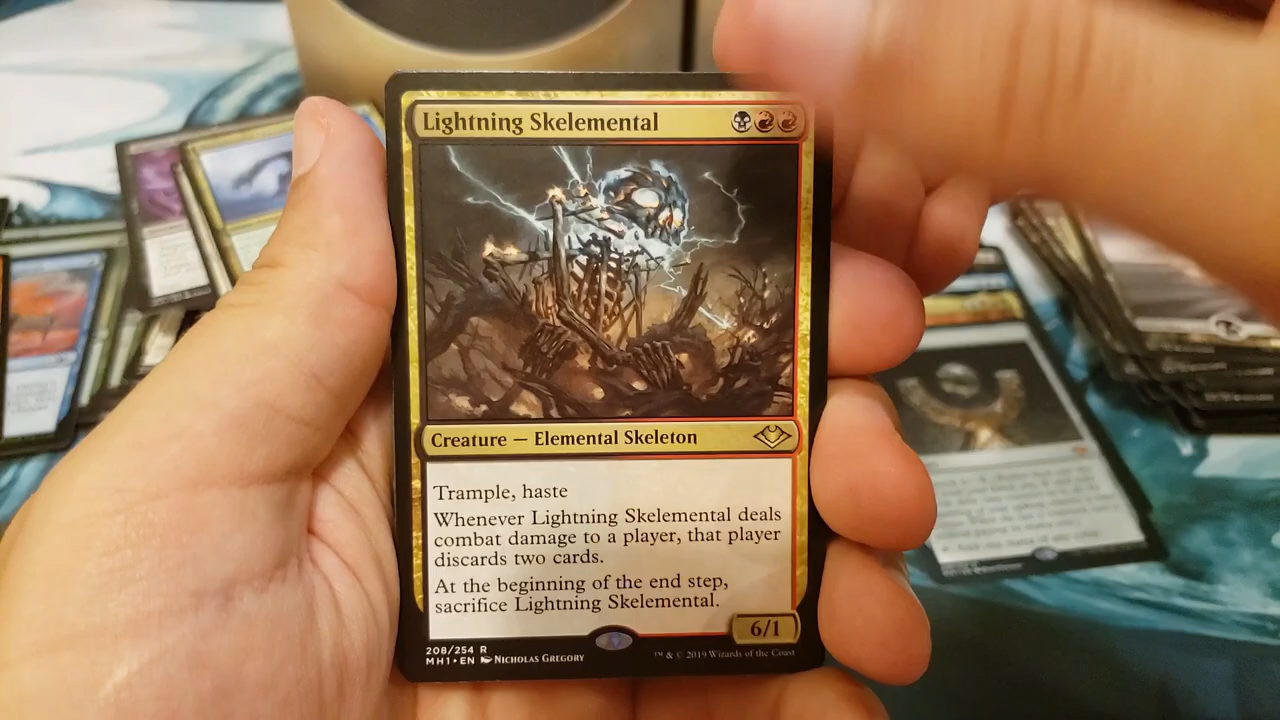 Lightning Skelemental
Creature — Elemental Skeleton
Trample, haste
Whenever Lightning Skelemental deals
combat damage to a player, that player
discards two cards.
At the beginning of the end step,
sacrifice Lightning Skelemental.
6/1
208/254 R
MH1 • EN Nicholas Gregory
™ & © 2019 Wizards of the Coast